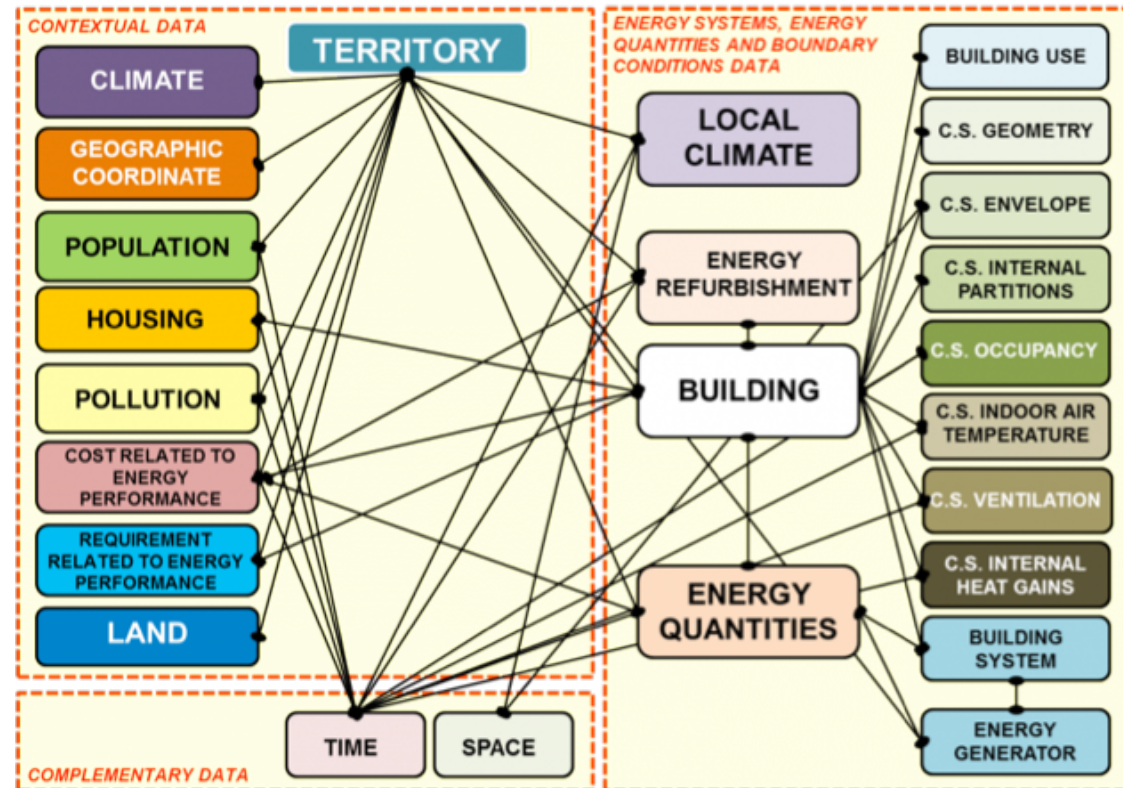 CONTEXTUAL DATA
TERRITORY
CLIMATE
GEOGRAPHIC
COORDINATE
POPULATION
HOUSING
POLLUTION
COST RELATED TO
ENERGY
PERFORMANCE
REQUIREMENT
RELATED TO ENERGY
PERFORMANCE
LAND
TIME
SPACE
COMPLEMENTARY DATA
ENERGY SYSTEMS, ENERGY
QUANTITIES AND BOUNDARY
CONDITIONS DATA
LOCAL
CLIMATE
ENERGY
REFURBISHMENT
BUILDING
ENERGY
QUANTITIES
BUILDING USE
C.S. GEOMETRY
C.S. ENVELOPE
C.S. INTERNAL
PARTITIONS
C.S. OCCUPANCY
C.S. INDOOR AIR
TEMPERATURE
C.S. VENTILATION
C.S. INTERNAL
HEAT GAINS
BUILDING
SYSTEM
ENERGY
GENERATOR